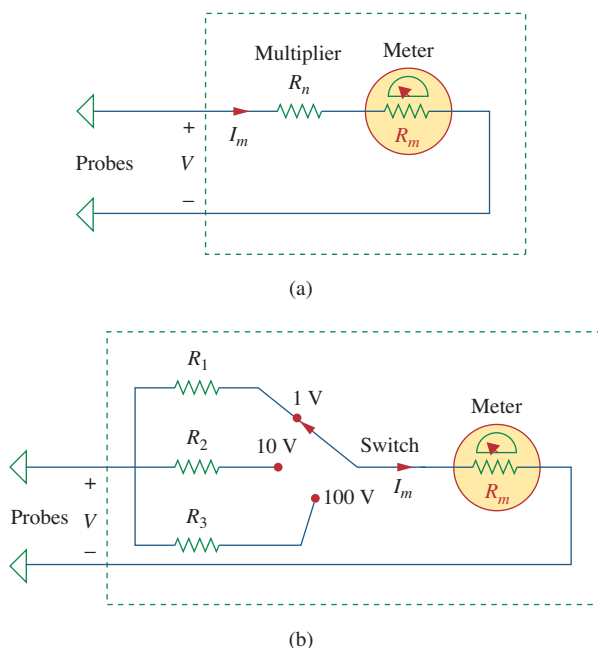 Multiplier
Meter
R_n
+
I_m
R_m
Probes
V
−
(a)
R_1
1 V
Meter
R_2
10 V
Switch
+
I_m
R_m
Probes
V
R_3
100 V
−
(b)